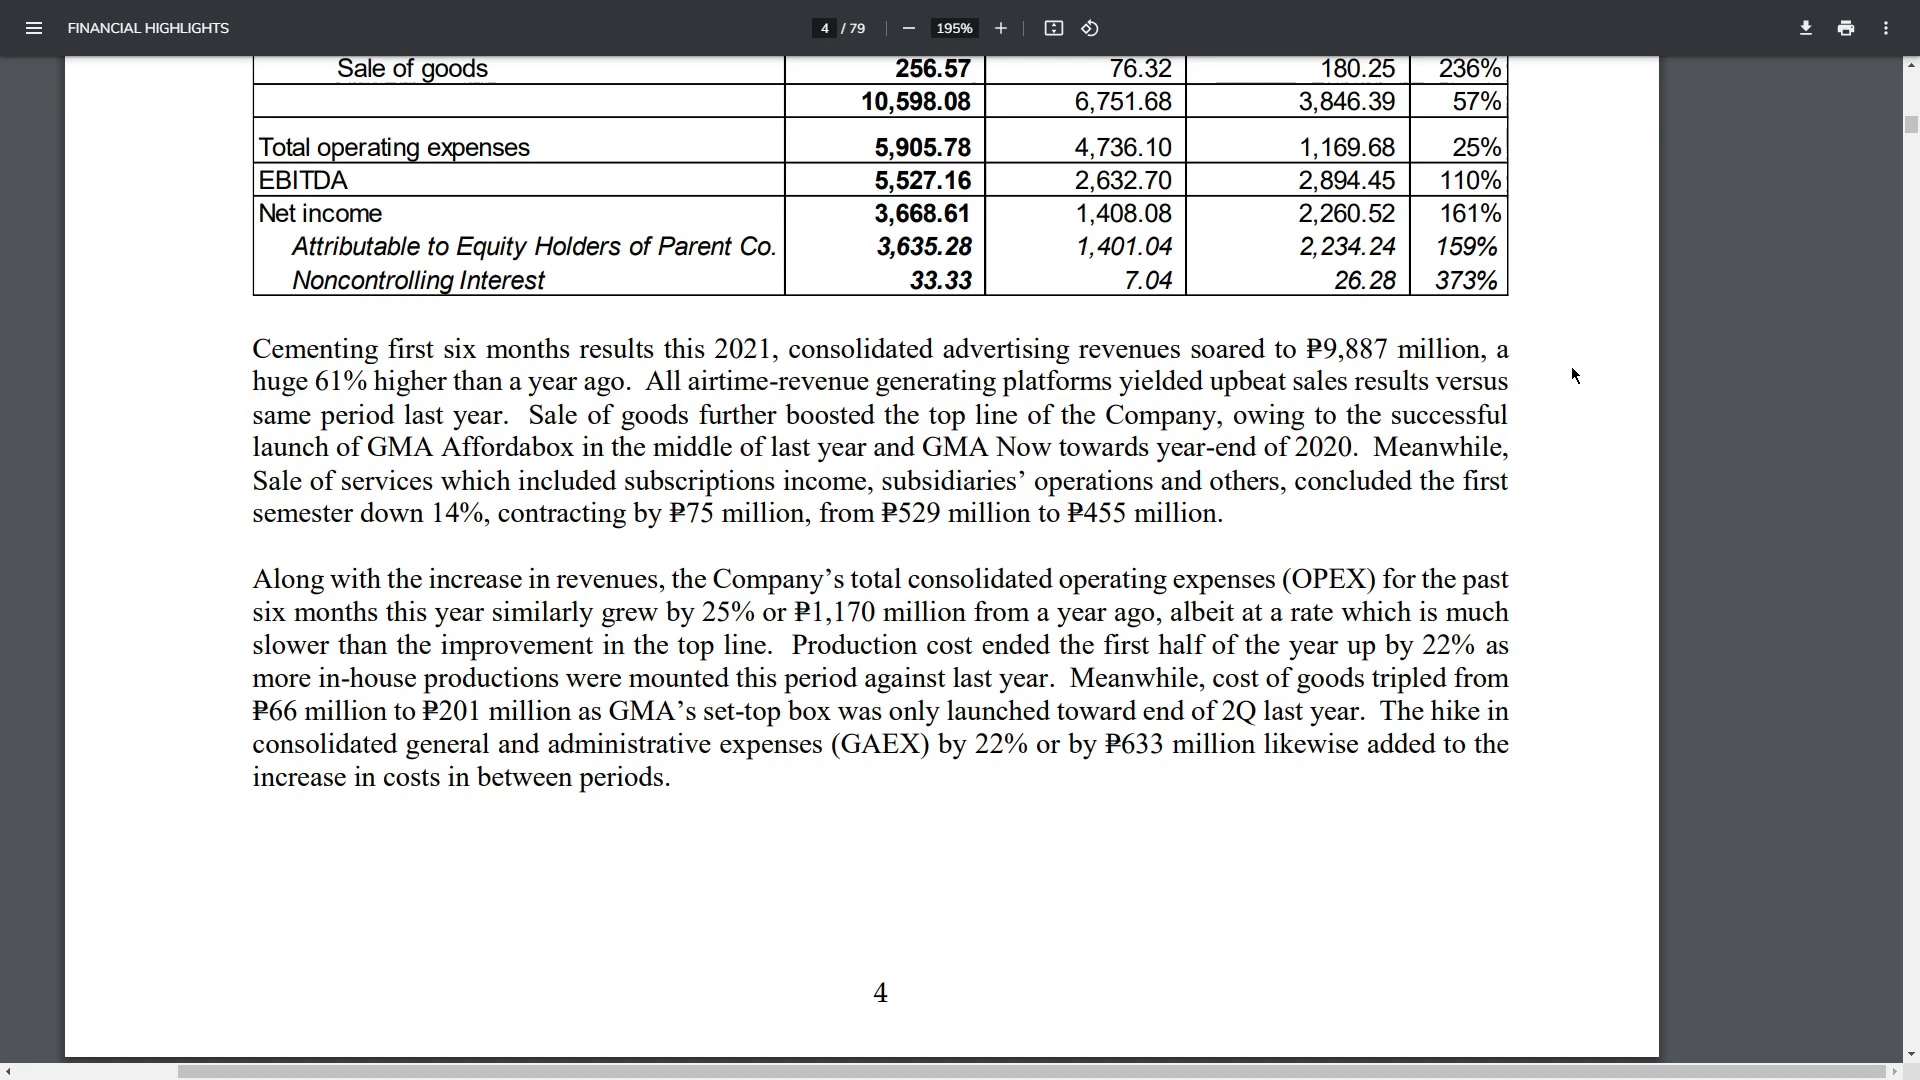 FINANCIAL HIGHLIGHTS
4 / 79
195%
Sale of goods 256.57 76.32 180.25 236%
10,598.08 6,751.68 3,846.39 57%
Total operating expenses 5,905.78 4,736.10 1,169.68 25%
EBITDA 5,527.16 2,632.70 2,894.45 110%
Net income 3,668.61 1,408.08 2,260.52 161%
Attributable to Equity Holders of Parent Co. 3,635.28 1,401.04 2,234.24 159%
Noncontrolling Interest 33.33 7.04 26.28 373%
Cementing first six months results this 2021, consolidated advertising revenues soared to ₱9,887 million, a
huge 61% higher than a year ago. All airtime-revenue generating platforms yielded upbeat sales results versus
same period last year. Sale of goods further boosted the top line of the Company, owing to the successful
launch of GMA Affordabox in the middle of last year and GMA Now towards year-end of 2020. Meanwhile,
Sale of services which included subscriptions income, subsidiaries’ operations and others, concluded the first
semester down 14%, contracting by ₱75 million, from ₱529 million to ₱455 million.
Along with the increase in revenues, the Company’s total consolidated operating expenses (OPEX) for the past
six months this year similarly grew by 25% or ₱1,170 million from a year ago, albeit at a rate which is much
slower than the improvement in the top line. Production cost ended the first half of the year up by 22% as
more in-house productions were mounted this period against last year. Meanwhile, cost of goods tripled from
₱66 million to ₱201 million as GMA’s set-top box was only launched toward end of 2Q last year. The hike in
consolidated general and administrative expenses (GAEX) by 22% or by ₱633 million likewise added to the
increase in costs in between periods.
4